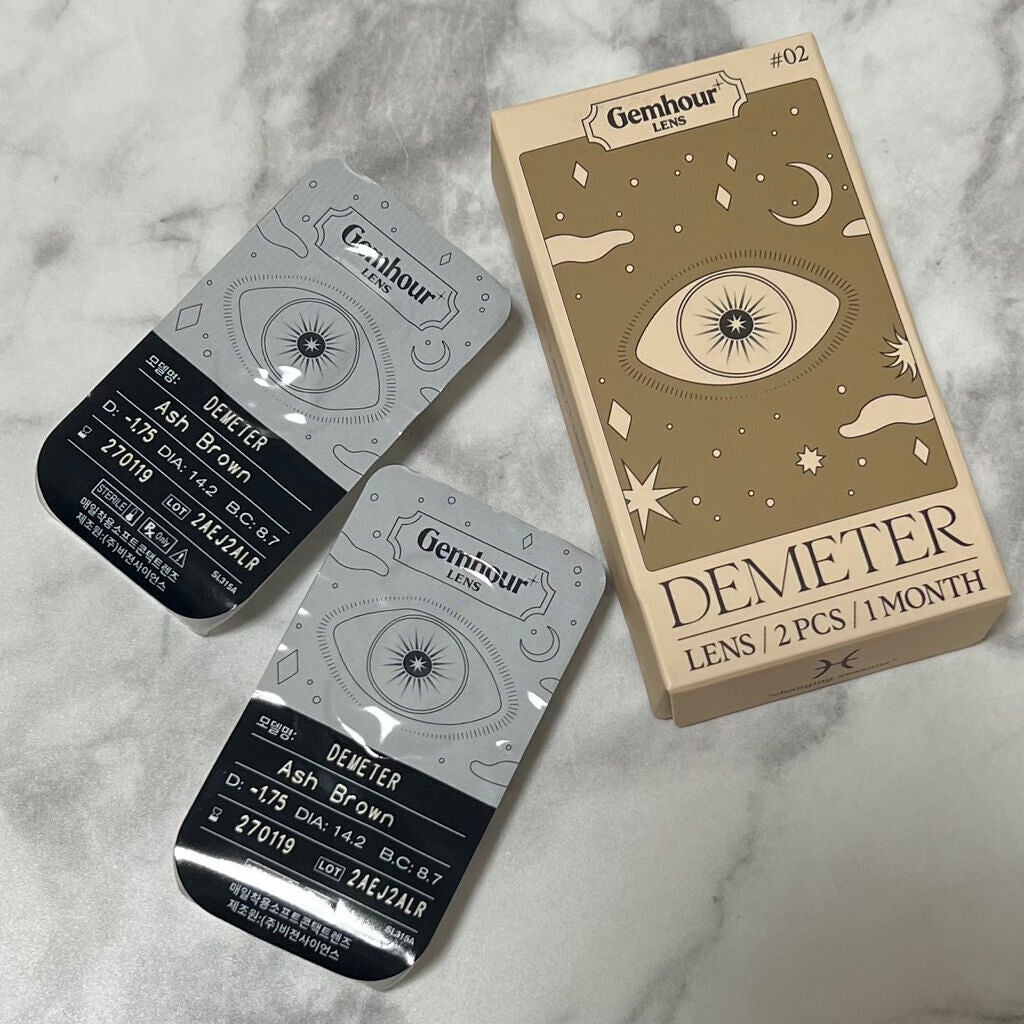 Gemhour
LENS
모델명:
DEMETER
Ash Brown
D: -1.75 DIA: 14.2 B.C: 8.7
270119 LOT 2AEJ2ALR
STERILE Rx Only
매일착용소프트콘택트렌즈
제조원:(주)비전사이언스
SL315A
Gemhour
LENS
모델명:
DEMETER
Ash Brown
D: -1.75 DIA: 14.2 B.C: 8.7
270119 LOT 2AEJ2ALR
매일착용소프트콘택트렌즈
제조원:(주)비전사이언스
SL315A
#02
Gemhour
LENS
DEMETER
LENS / 2 PCS / 1 MONTH
"changing seasons"